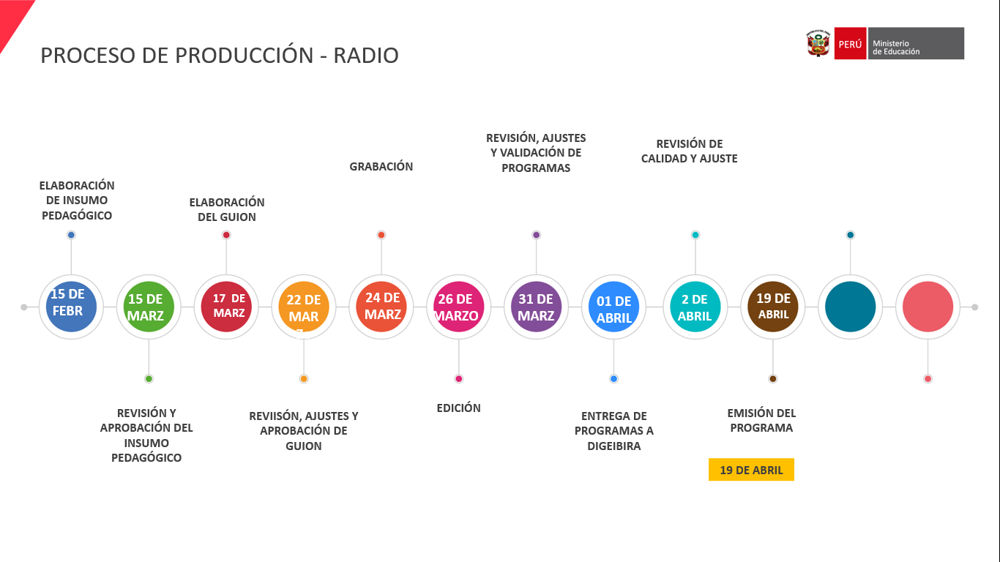 PROCESO DE PRODUCCIÓN - RADIO
PERÚ
Ministerio
de Educación
ELABORACIÓN
DE INSUMO
PEDAGÓGICO
ELABORACIÓN
DEL GUION
GRABACIÓN
REVISIÓN, AJUSTES
Y VALIDACIÓN DE
PROGRAMAS
REVISIÓN DE
CALIDAD Y AJUSTE
15 DE
FEBR
15 DE
MARZ
17 DE
MARZ
22 DE
MAR
Z
24 DE
MARZ
26 DE
MARZO
31 DE
MARZ
01 DE
ABRIL
2 DE
ABRIL
19 DE
ABRIL
REVISIÓN Y
APROBACIÓN DEL
INSUMO
PEDAGÓGICO
REVIISÓN, AJUSTES Y
APROBACIÓN DE
GUION
EDICIÓN
ENTREGA DE
PROGRAMAS A
DIGEIBIRA
EMISIÓN DEL
PROGRAMA
19 DE ABRIL